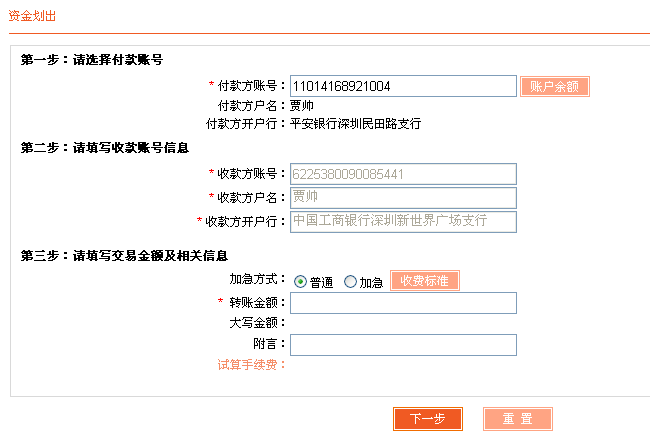 资金划出
第一步：请选择付款账号
* 付款方账号： 11014168921004 账户余额
付款方户名： 贾帅
付款方开户行： 平安银行深圳民田路支行
第二步：请填写收款账号信息
* 收款方账号： 6225380090085441
* 收款方户名： 贾帅
* 收款方开户行： 中国工商银行深圳新世界广场支行
第三步：请填写交易金额及相关信息
加急方式： 普通 加急 收费标准
* 转账金额：
大写金额：
附言：
试算手续费：
下一步 重 置